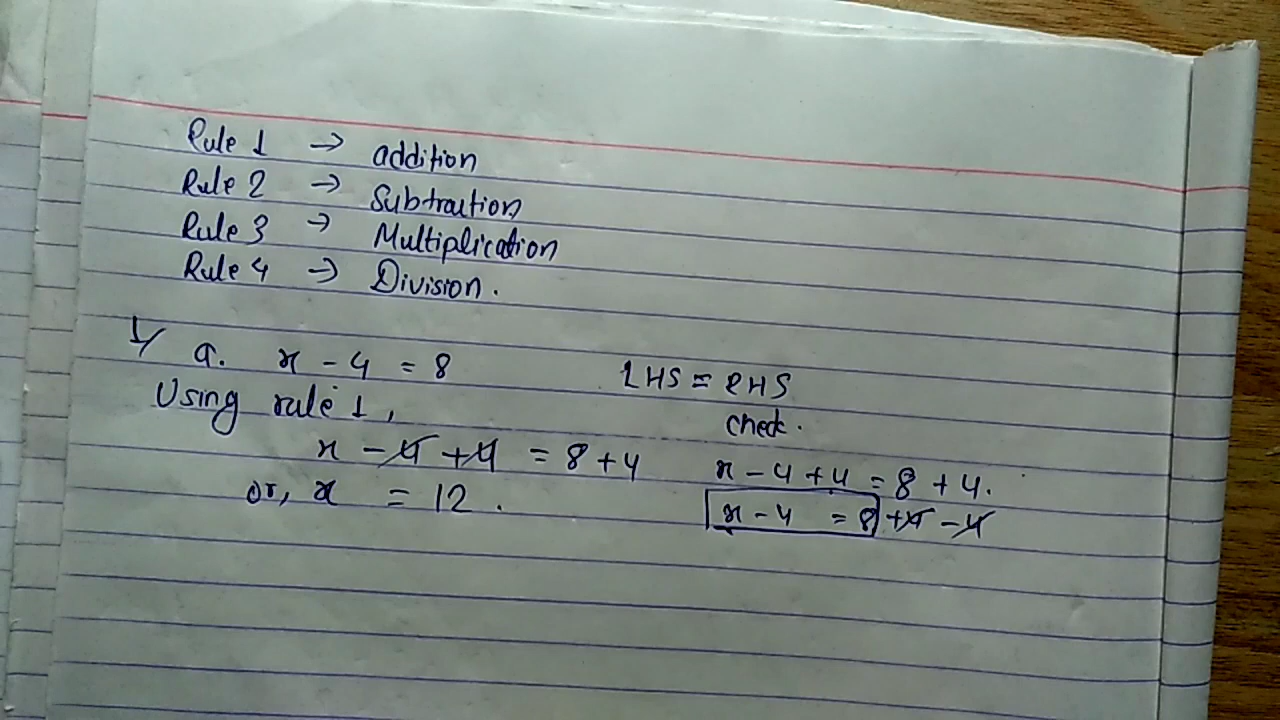 Rule 1 → addition
Rule 2 → Subtraction
Rule 3 → Multiplication
Rule 4 → Division.
1/ a. x - 4 = 8
Using rule 1,
x - 4 + 4 = 8 + 4
or, x = 12.
LHS = RHS
check.
x - 4 + 4 = 8 + 4.
x - 4 = 8 + 4 - 4